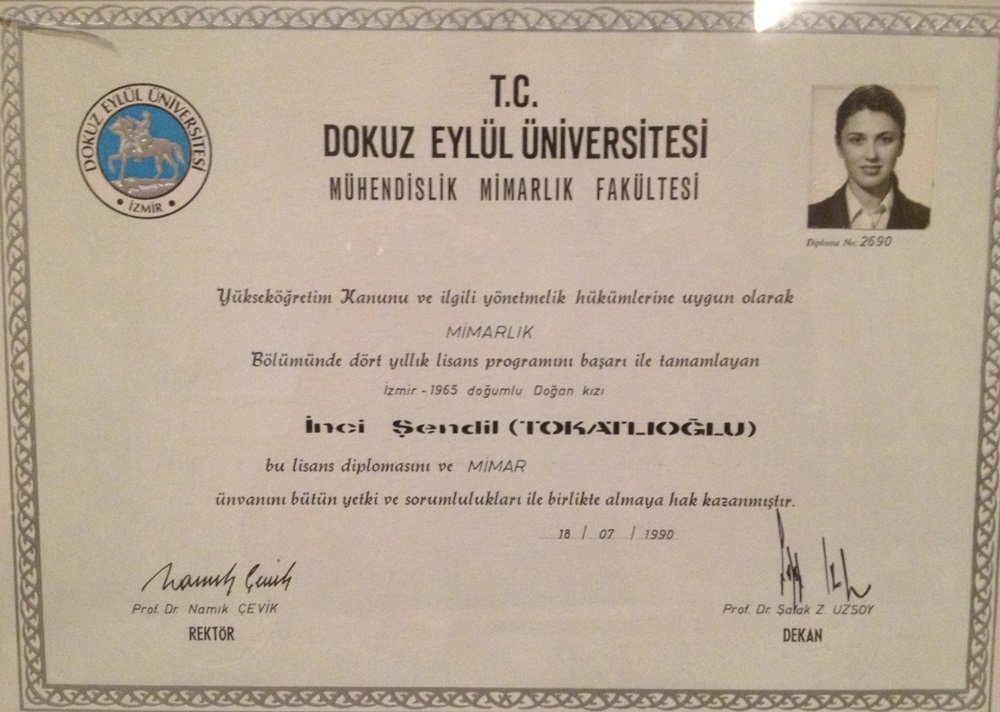 T.C.
DOKUZ EYLÜL ÜNİVERSİTESİ
MÜHENDİSLİK MİMARLIK FAKÜLTESİ
DOKUZ EYLÜL ÜNİVERSİTESİ
• İZMİR •
Diploma No: 2690
Yükseköğretim Kanunu ve ilgili yönetmelik hükümlerine uygun olarak
MİMARLIK
Bölümünde dört yıllık lisans programını başarı ile tamamlayan
İzmir - 1965 doğumlu Doğan kızı
İnci Şendil (TOKATLIOĞLU)
bu lisans diplomasını ve MİMAR
ünvanını bütün yetki ve sorumlulukları ile birlikte almaya hak kazanmıştır.
18 / 07 / 1990
Namık Çevik
Prof. Dr. Namık ÇEVİK
REKTÖR
Prof. Dr. Şafak Z. UZSOY
DEKAN